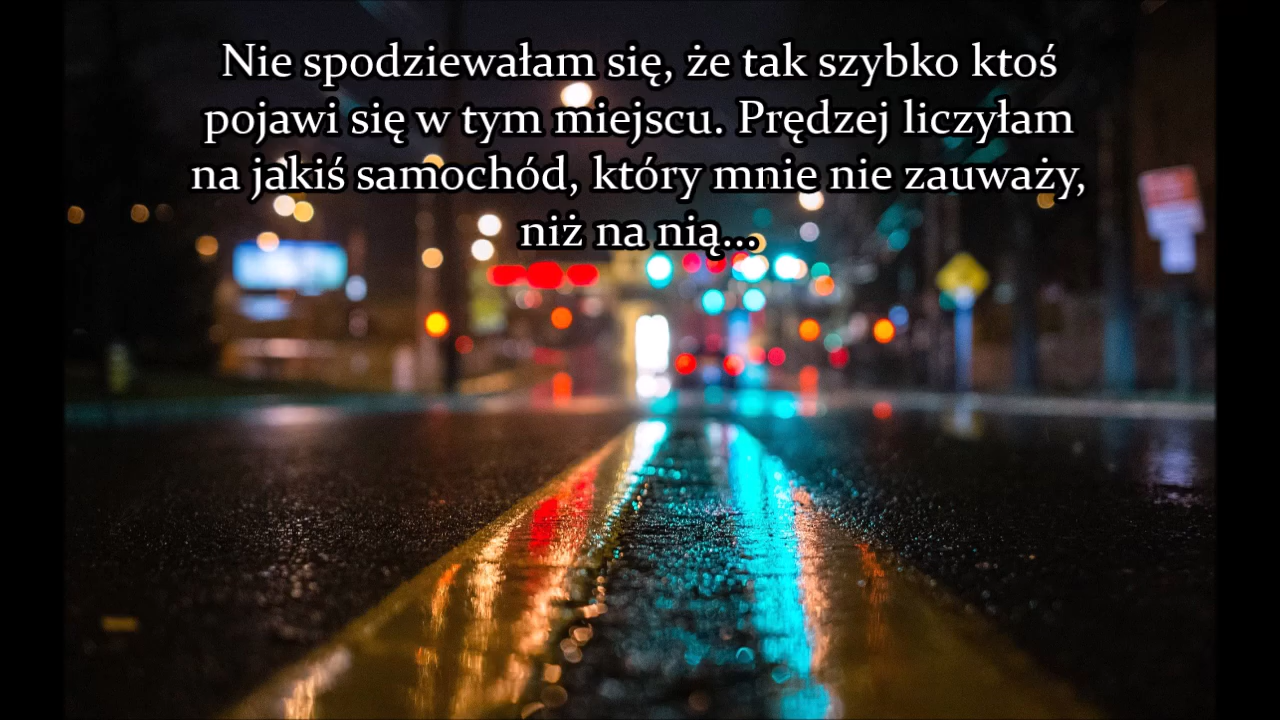 Nie spodziewałam się, że tak szybko ktoś
pojawi się w tym miejscu. Prędzej liczyłam
na jakiś samochód, który mnie nie zauważy,
niż na nią...